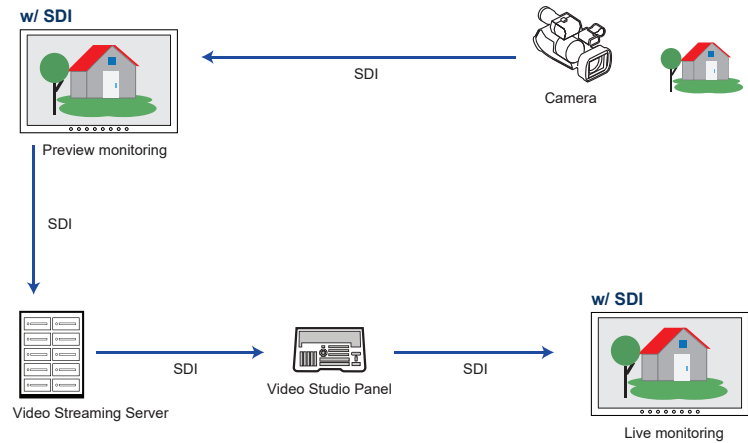 w/ SDI
SDI
Camera
Preview monitoring
SDI
w/ SDI
SDI
Video Studio Panel
SDI
Video Streaming Server
Live monitoring